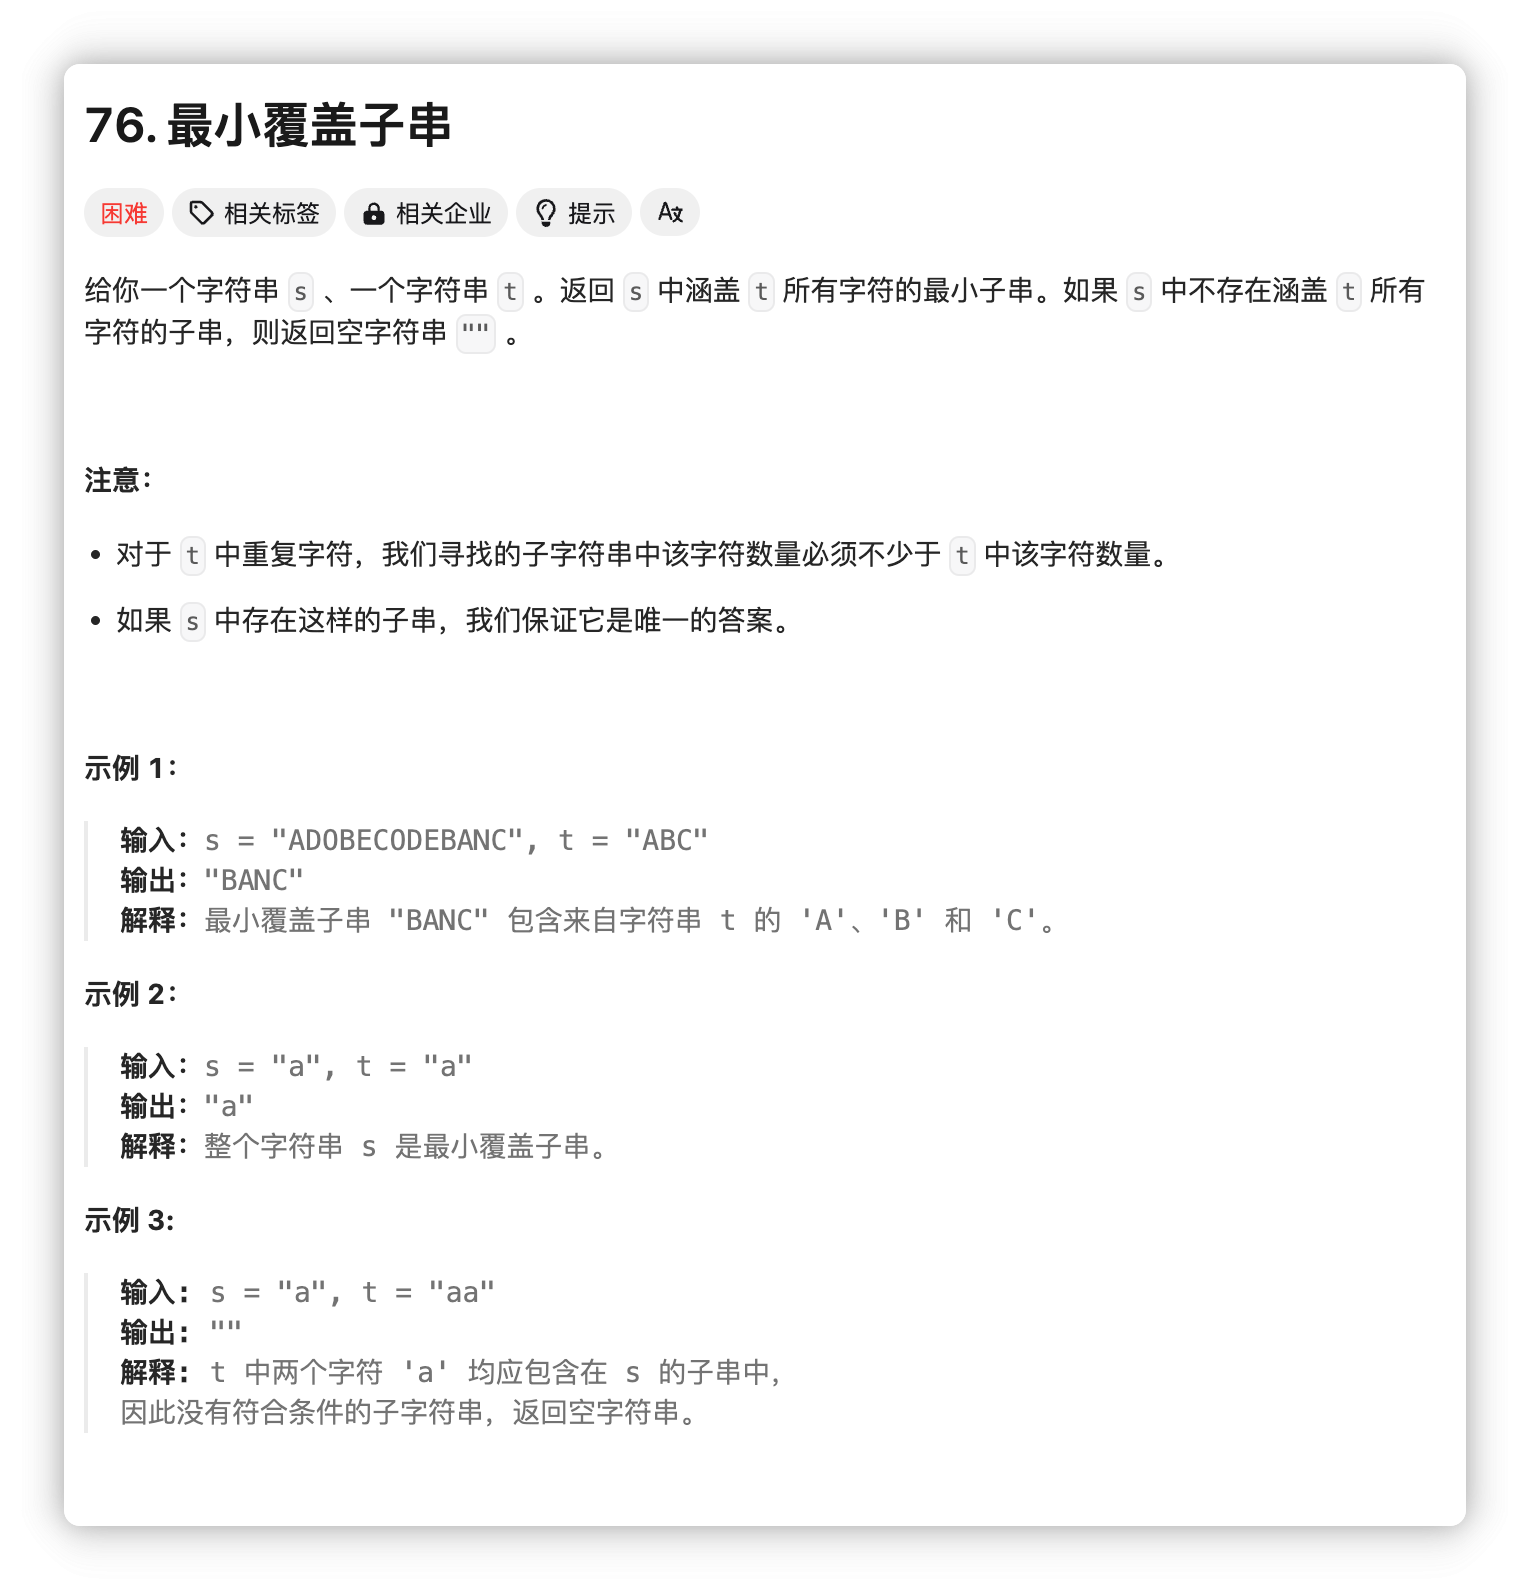 76. 最小覆盖子串
困难 相关标签 相关企业 提示
给你一个字符串 s 、一个字符串 t 。返回 s 中涵盖 t 所有字符的最小子串。如果 s 中不存在涵盖 t 所有
字符的子串，则返回空字符串 "" 。
注意：
• 对于 t 中重复字符，我们寻找的子字符串中该字符数量必须不少于 t 中该字符数量。
• 如果 s 中存在这样的子串，我们保证它是唯一的答案。
示例 1：
输入：s = "ADOBECODEBANC", t = "ABC"
输出："BANC"
解释：最小覆盖子串 "BANC" 包含来自字符串 t 的 'A'、'B' 和 'C'。
示例 2：
输入：s = "a", t = "a"
输出："a"
解释：整个字符串 s 是最小覆盖子串。
示例 3:
输入: s = "a", t = "aa"
输出: ""
解释: t 中两个字符 'a' 均应包含在 s 的子串中，
因此没有符合条件的子字符串，返回空字符串。